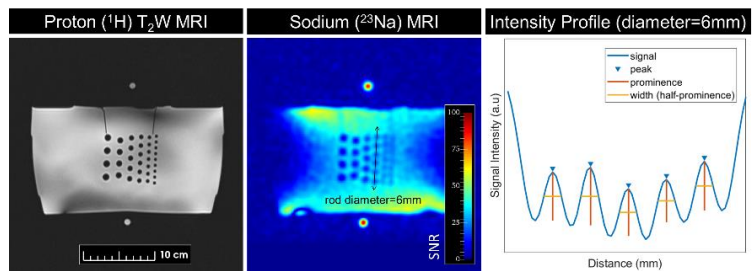 Proton (¹H) T₂W MRI
Sodium (²³Na) MRI
Intensity Profile (diameter=6mm)
10 cm
rod diameter=6mm
SNR
100
75
50
25
0
signal
peak
prominence
width (half-prominence)
Signal Intensity (a.u)
Distance (mm)